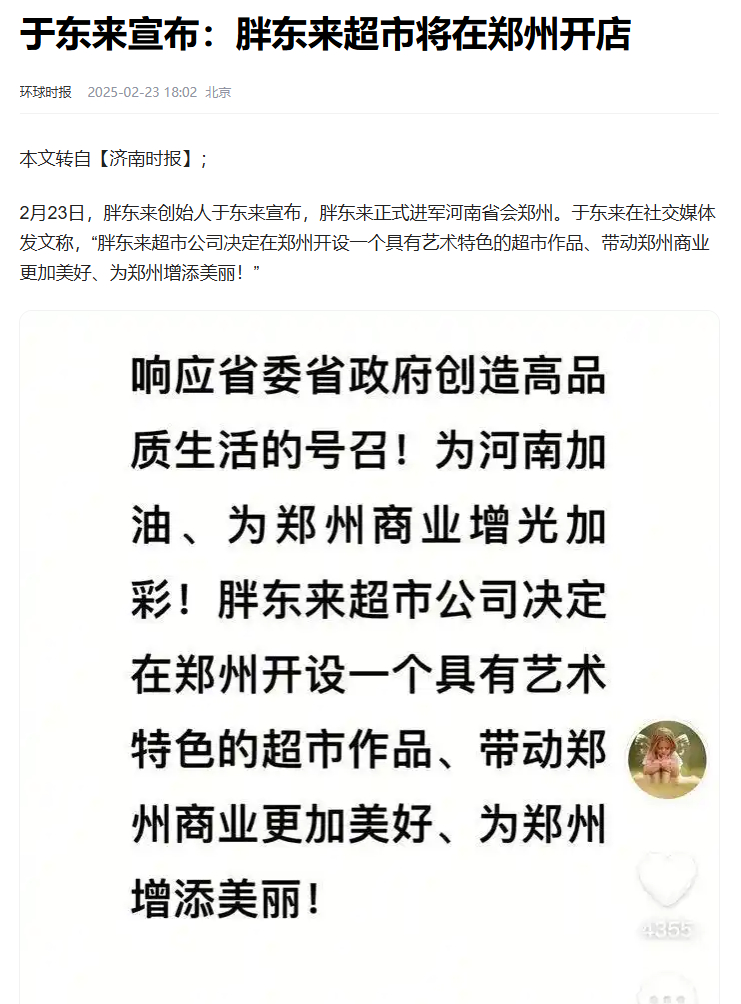 于东来宣布：胖东来超市将在郑州开店
环球时报 2025-02-23 18:02 北京
本文转自【济南时报】；
2月23日，胖东来创始人于东来宣布，胖东来正式进军河南省会郑州。于东来在社交媒体
发文称，“胖东来超市公司决定在郑州开设一个具有艺术特色的超市作品、带动郑州商业
更加美好、为郑州增添美丽！”
响应省委省政府创造高品
质生活的号召！为河南加
油、为郑州商业增光加
彩！胖东来超市公司决定
在郑州开设一个具有艺术
特色的超市作品、带动郑
州商业更加美好、为郑州
增添美丽！
4355